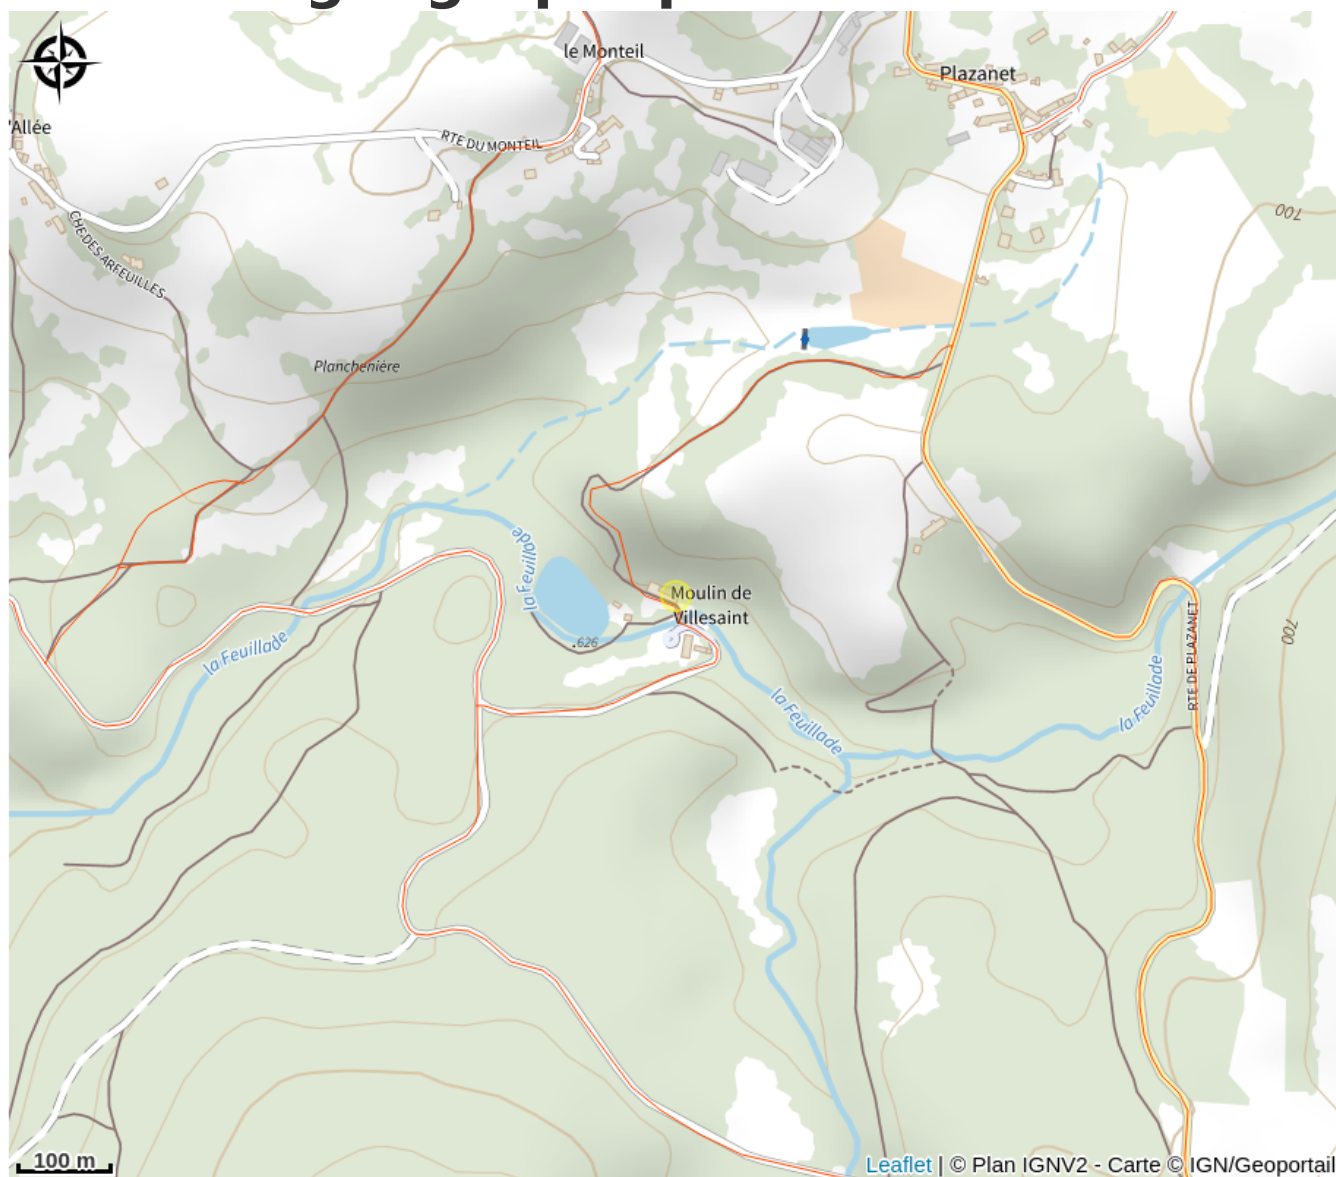 le Monteil
Plazanet
'Allée
RTE DU MONTEIL
700
CHE DES ARFEUILLES
Planchenière
la Feuillade
Moulin de
Villesaint
.626
la Feuillade
la Feuillade
la Feuillade
RTE DE PLAZANET
700
100 m
Leaflet | © Plan IGNV2 - Carte © IGN/Geoportail